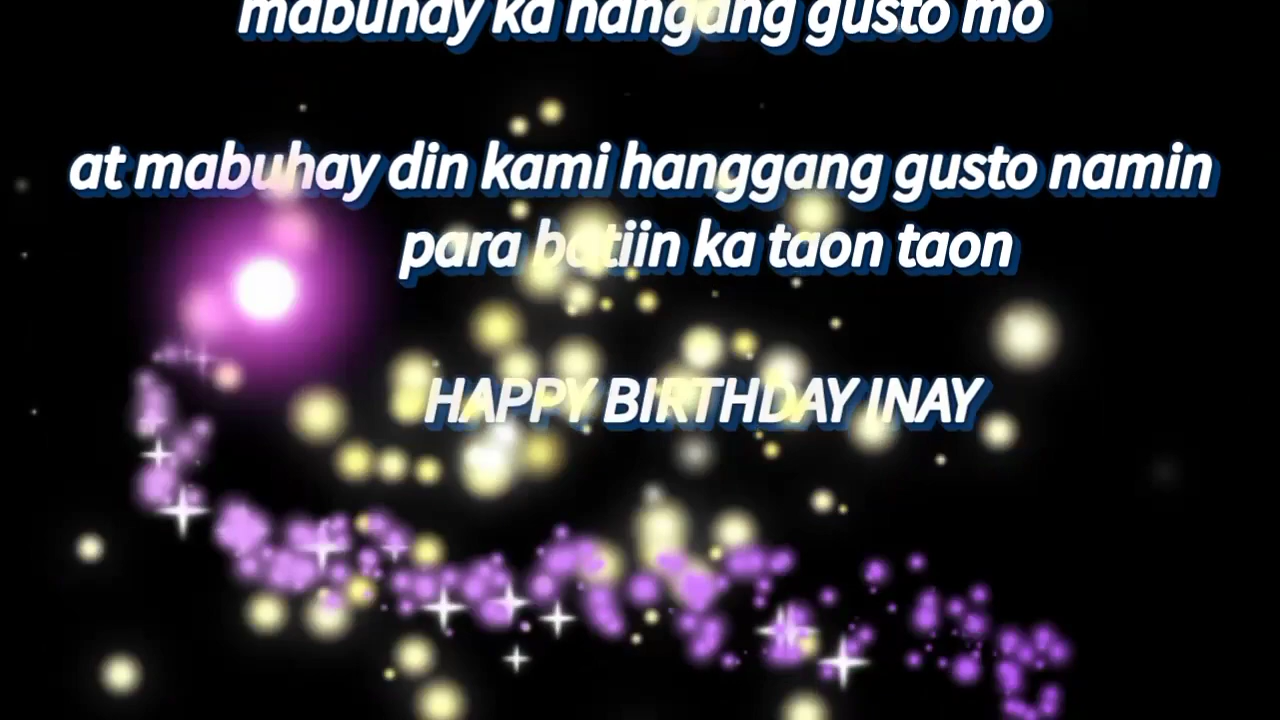 mabuhay ka hangang gusto mo
at mabuhay din kami hanggang gusto namin
para batiin ka taon taon
HAPPY BIRTHDAY INAY